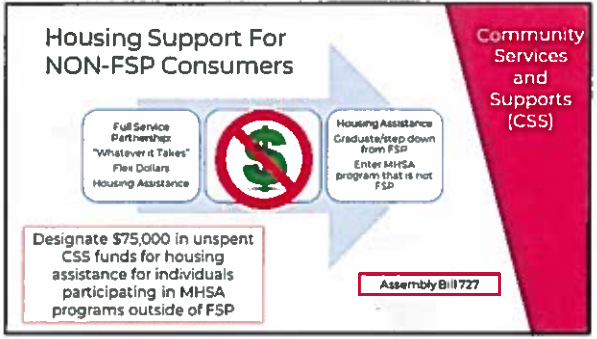 Housing Support For
NON-FSP Consumers
Community
Services
and
Supports
(CSS)
Full Service
Partnership:
"Whatever it Takes"
Flex Dollars
Housing Assistance
$
Housing Assistance
Graduate/step down
from FSP
Enter MHSA
program that is not
FSP
Designate $75,000 in unspent
CSS funds for housing
assistance for individuals
participating in MHSA
programs outside of FSP
Assembly Bill 727